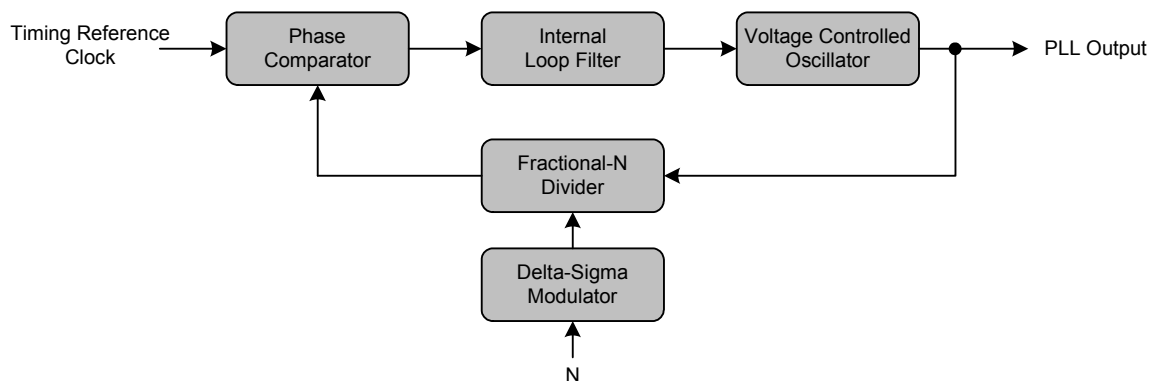 Timing Reference
Clock
Phase
Comparator
Internal
Loop Filter
Voltage Controlled
Oscillator
PLL Output
Fractional-N
Divider
Delta-Sigma
Modulator
N